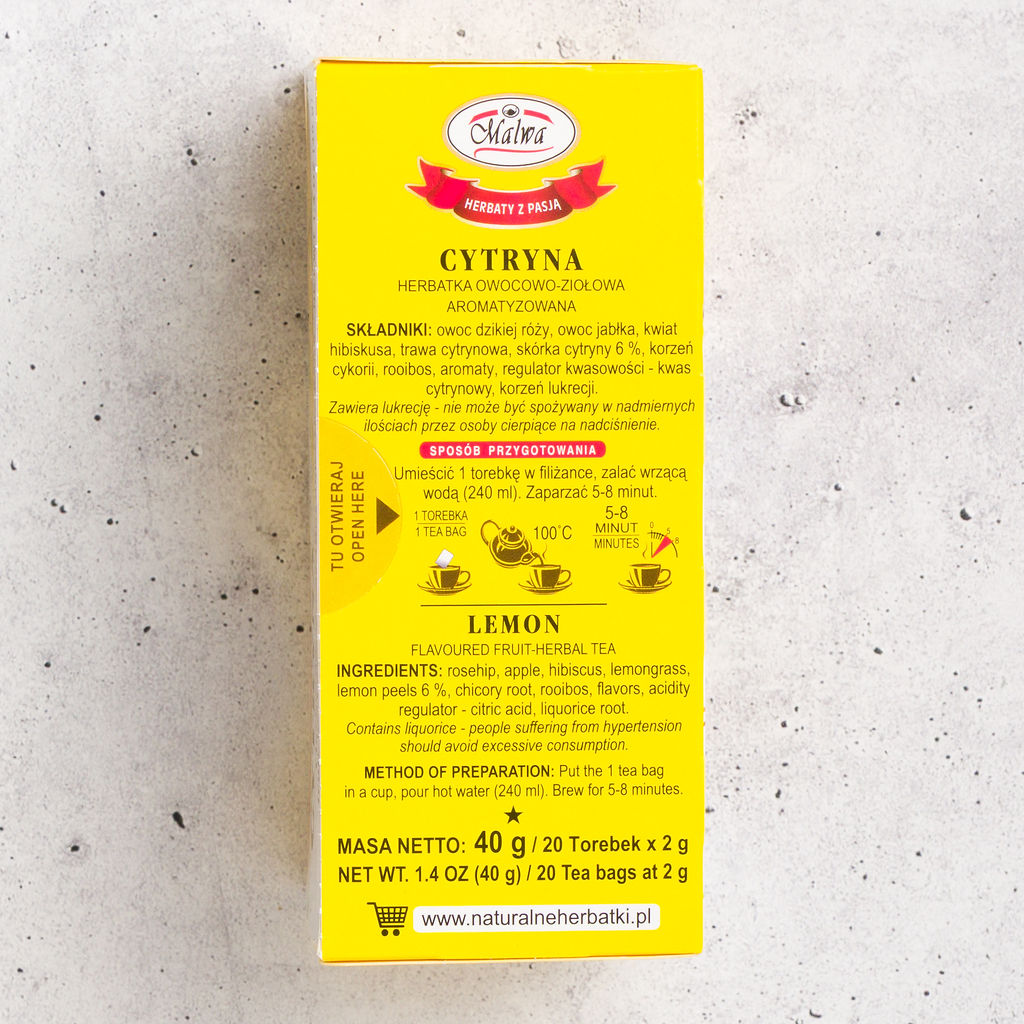 Malwa
HERBATY Z PASJĄ
CYTRYNA
HERBATKA OWOCOWO-ZIOŁOWA
AROMATYZOWANA
SKŁADNIKI: owoc dzikiej róży, owoc jabłka, kwiat
hibiskusa, trawa cytrynowa, skórka cytryny 6 %, korzeń
cykorii, rooibos, aromaty, regulator kwasowości - kwas
cytrynowy, korzeń lukrecji.
Zawiera lukrecję - nie może być spożywany w nadmiernych
ilościach przez osoby cierpiące na nadciśnienie.
SPOSÓB PRZYGOTOWANIA
Umieścić 1 torebkę w filiżance, zalać wrzącą
wodą (240 ml). Zaparzać 5-8 minut.
TU OTWIERAJ
OPEN HERE
1 TOREBKA
1 TEA BAG
100°C
5-8
MINUT
MINUTES
0
5
8
LEMON
FLAVOURED FRUIT-HERBAL TEA
INGREDIENTS: rosehip, apple, hibiscus, lemongrass,
lemon peels 6 %, chicory root, rooibos, flavors, acidity
regulator - citric acid, liquorice root.
Contains liquorice - people suffering from hypertension
should avoid excessive consumption.
METHOD OF PREPARATION: Put the 1 tea bag
in a cup, pour hot water (240 ml). Brew for 5-8 minutes.
MASA NETTO: 40 g / 20 Torebek x 2 g
NET WT. 1.4 OZ (40 g) / 20 Tea bags at 2 g
www.naturalneherbatki.pl